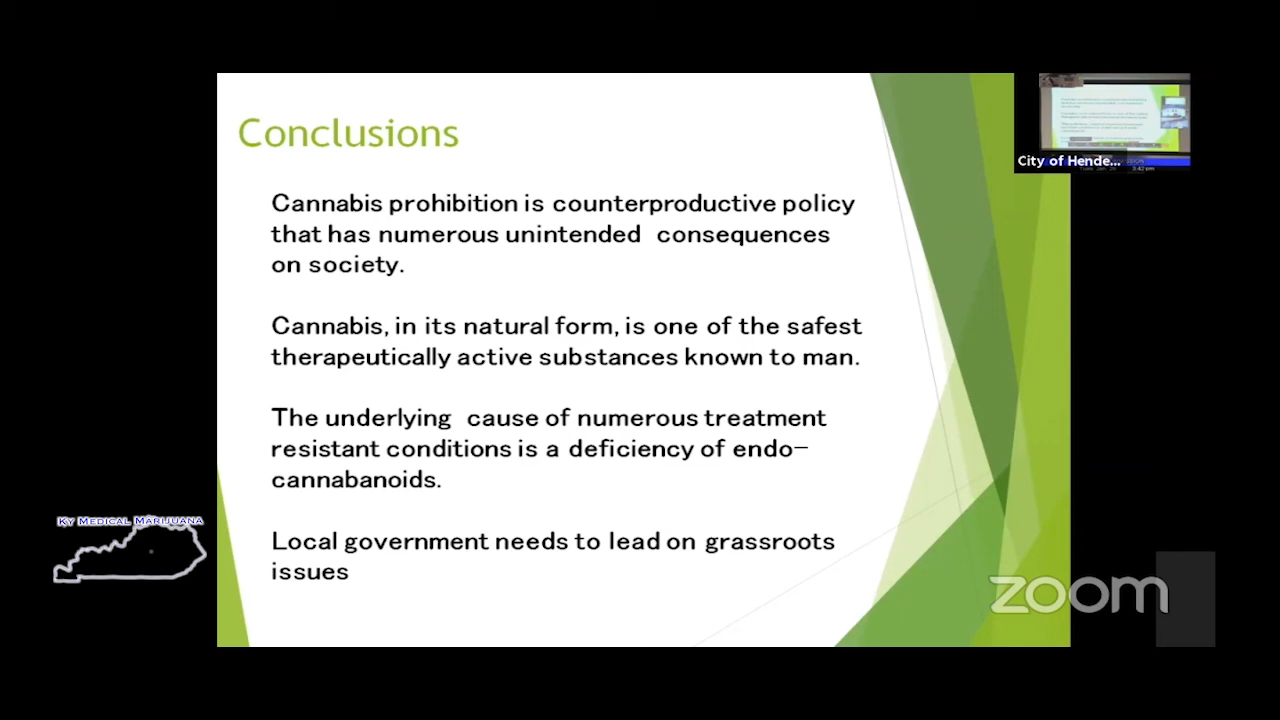 Conclusions
City of Hende...
Cannabis prohibition is counterproductive policy
that has numerous unintended consequences
on society.
Cannabis, in its natural form, is one of the safest
therapeutically active substances known to man.
The underlying cause of numerous treatment
resistant conditions is a deficiency of endo-
cannabanoids.
Local government needs to lead on grassroots
issues
KY MEDICAL MARIJUANA
zoom